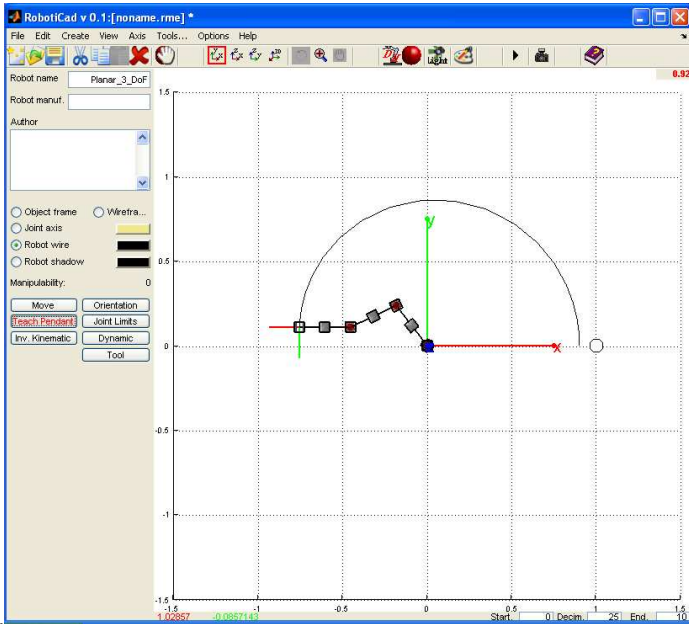 RobotiCad v 0.1:[noname.rme] *
File Edit Create View Axis Tools... Options Help
Robot name Planar_3_DoF
Robot manuf.
Author
Object frame Wirefra...
Joint axis
Robot wire
Robot shadow
Manipulability: 0
Move Orientation
Teach Pendant Joint Limits
Inv. Kinematic Dynamic
Tool
Light
0.92
1.5
1
0.5
0
-0.5
-1
-1.5
y
x
-1.5 -1 -0.5 0 0.5 1 1.5
1.02857 -0.0857143 Start. 0 Decim. 25 End. 10